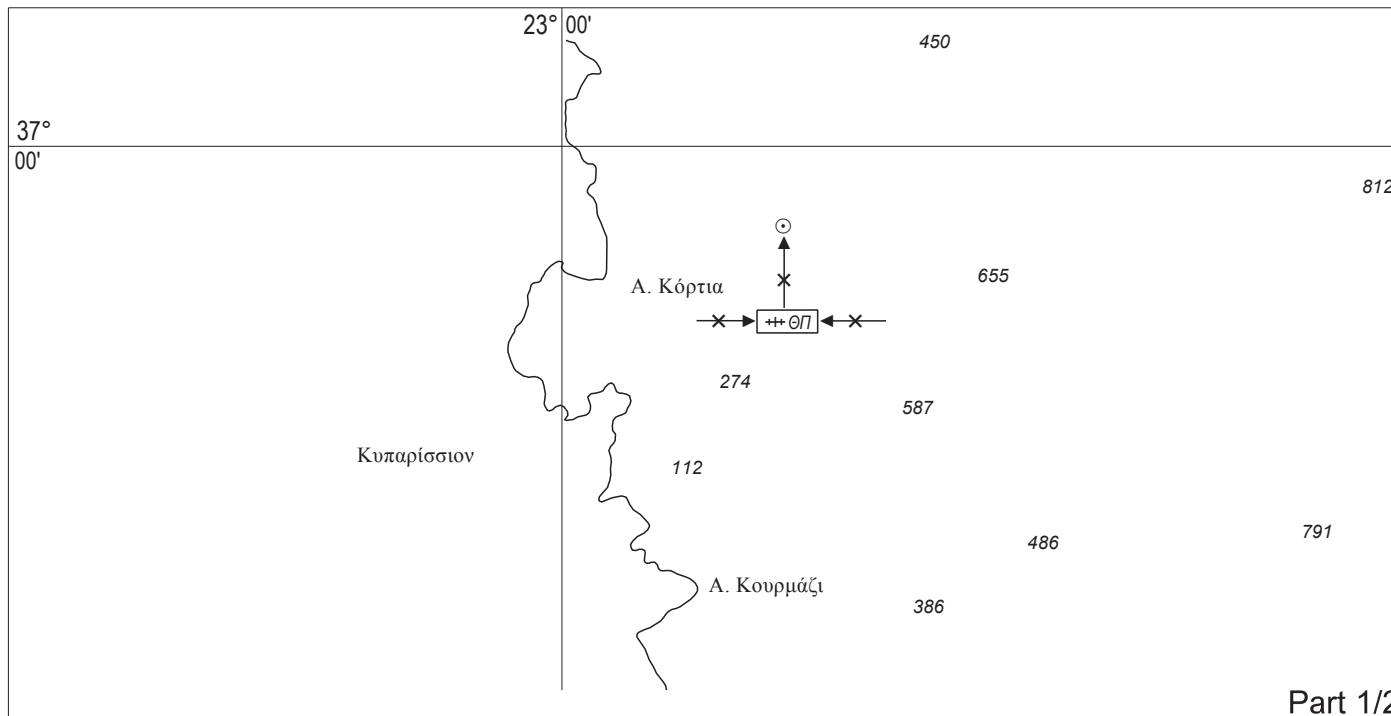 23° 00'
450
37°
00'
812
655
Α. Κόρτια
ΘΠ
274
587
Κυπαρίσσιον
112
791
486
Α. Κουρμάζι
386
Part 1/2